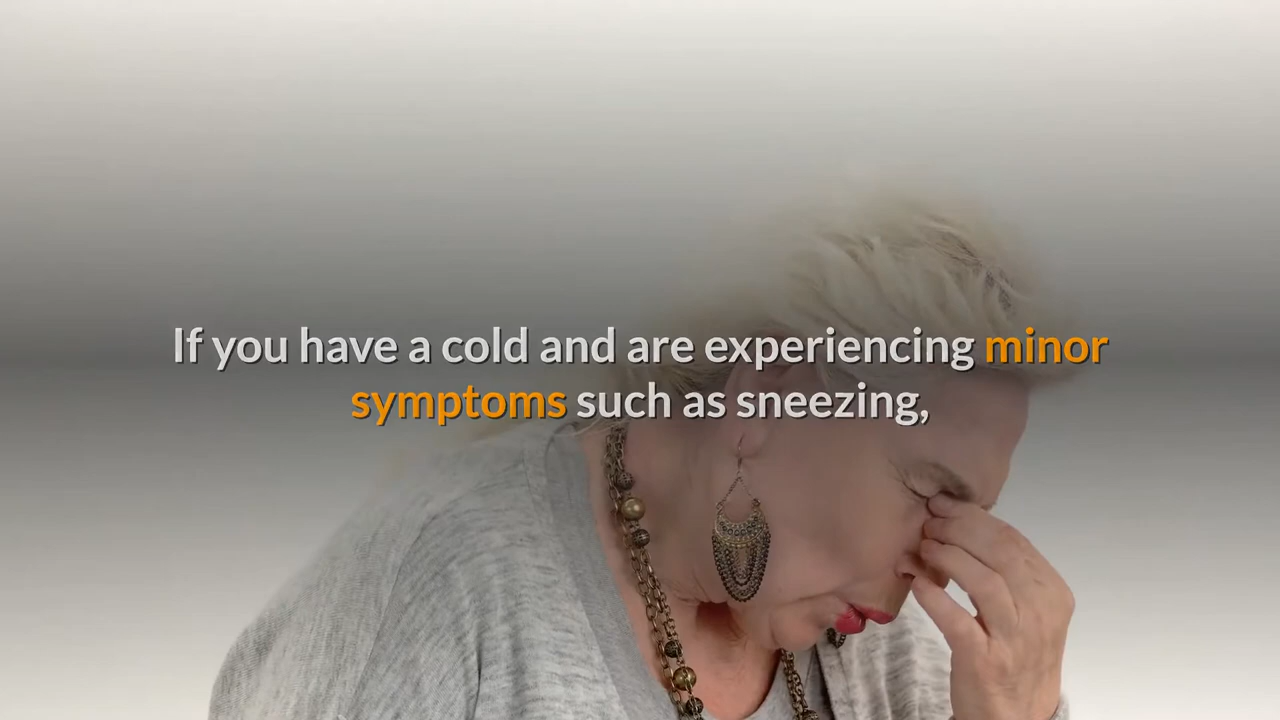 If you have a cold and are experiencing minor
symptoms such as sneezing,